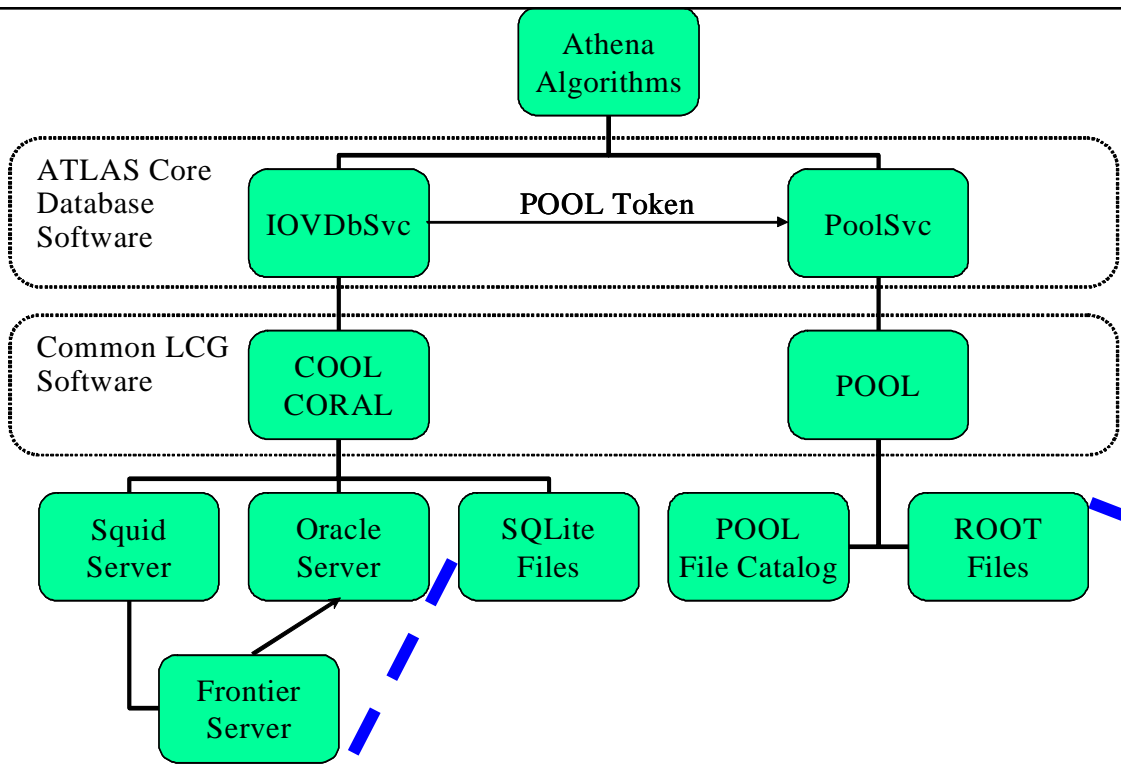 Athena
Algorithms
ATLAS Core
Database
Software
IOVDbSvc
POOL Token
PoolSvc
Common LCG
Software
COOL
CORAL
POOL
Squid
Server
Oracle
Server
SQLite
Files
POOL
File Catalog
ROOT
Files
Frontier
Server